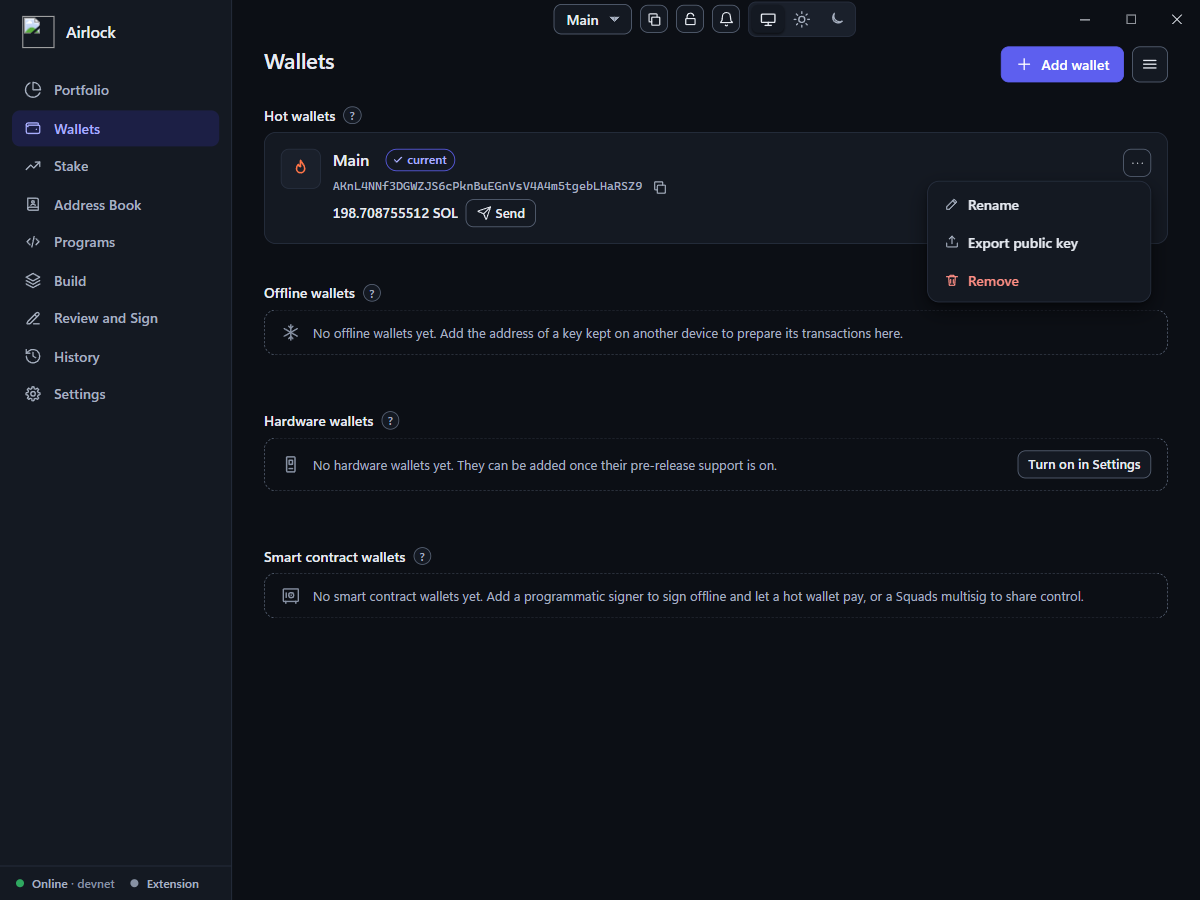 Airlock
Main
Portfolio
Wallets
Stake
Address Book
Programs
Build
Review and Sign
History
Settings
Online · devnet
Extension
Wallets
+ Add wallet
Hot wallets ?
Main
✓ current
AKnL4NNf3DGWZJS6cPknBuEGnVsV4A4m5tgebLHaRSZ9
198.708755512 SOL
Send
...
Rename
Export public key
Remove
Offline wallets ?
No offline wallets yet. Add the address of a key kept on another device to prepare its transactions here.
Hardware wallets ?
No hardware wallets yet. They can be added once their pre-release support is on.
Turn on in Settings
Smart contract wallets ?
No smart contract wallets yet. Add a programmatic signer to sign offline and let a hot wallet pay, or a Squads multisig to share control.